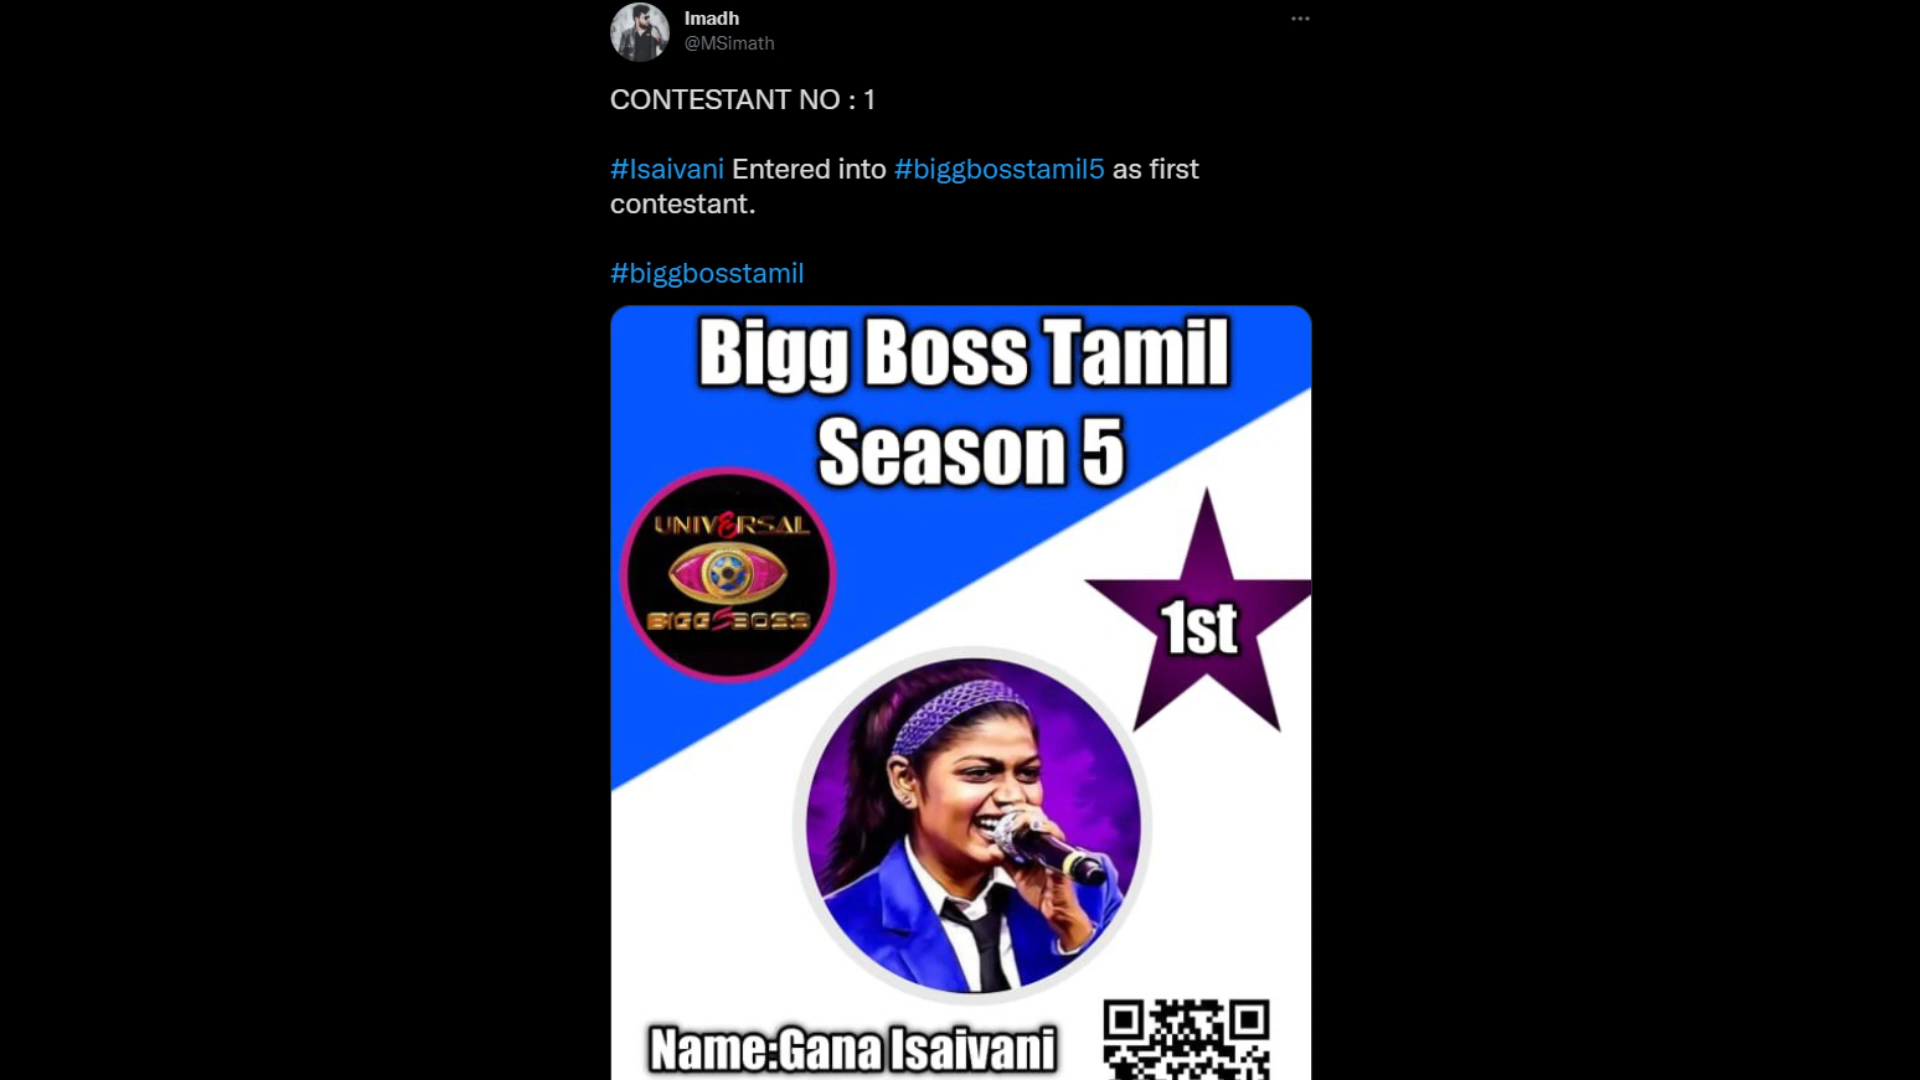 Imadh
@MSimath
CONTESTANT NO : 1
#Isaivani Entered into #biggbosstamil5 as first
contestant.
#biggbosstamil
Bigg Boss Tamil
Season 5
UNIVERSAL
BIGG BOSS
1st
Name:Gana Isaivani